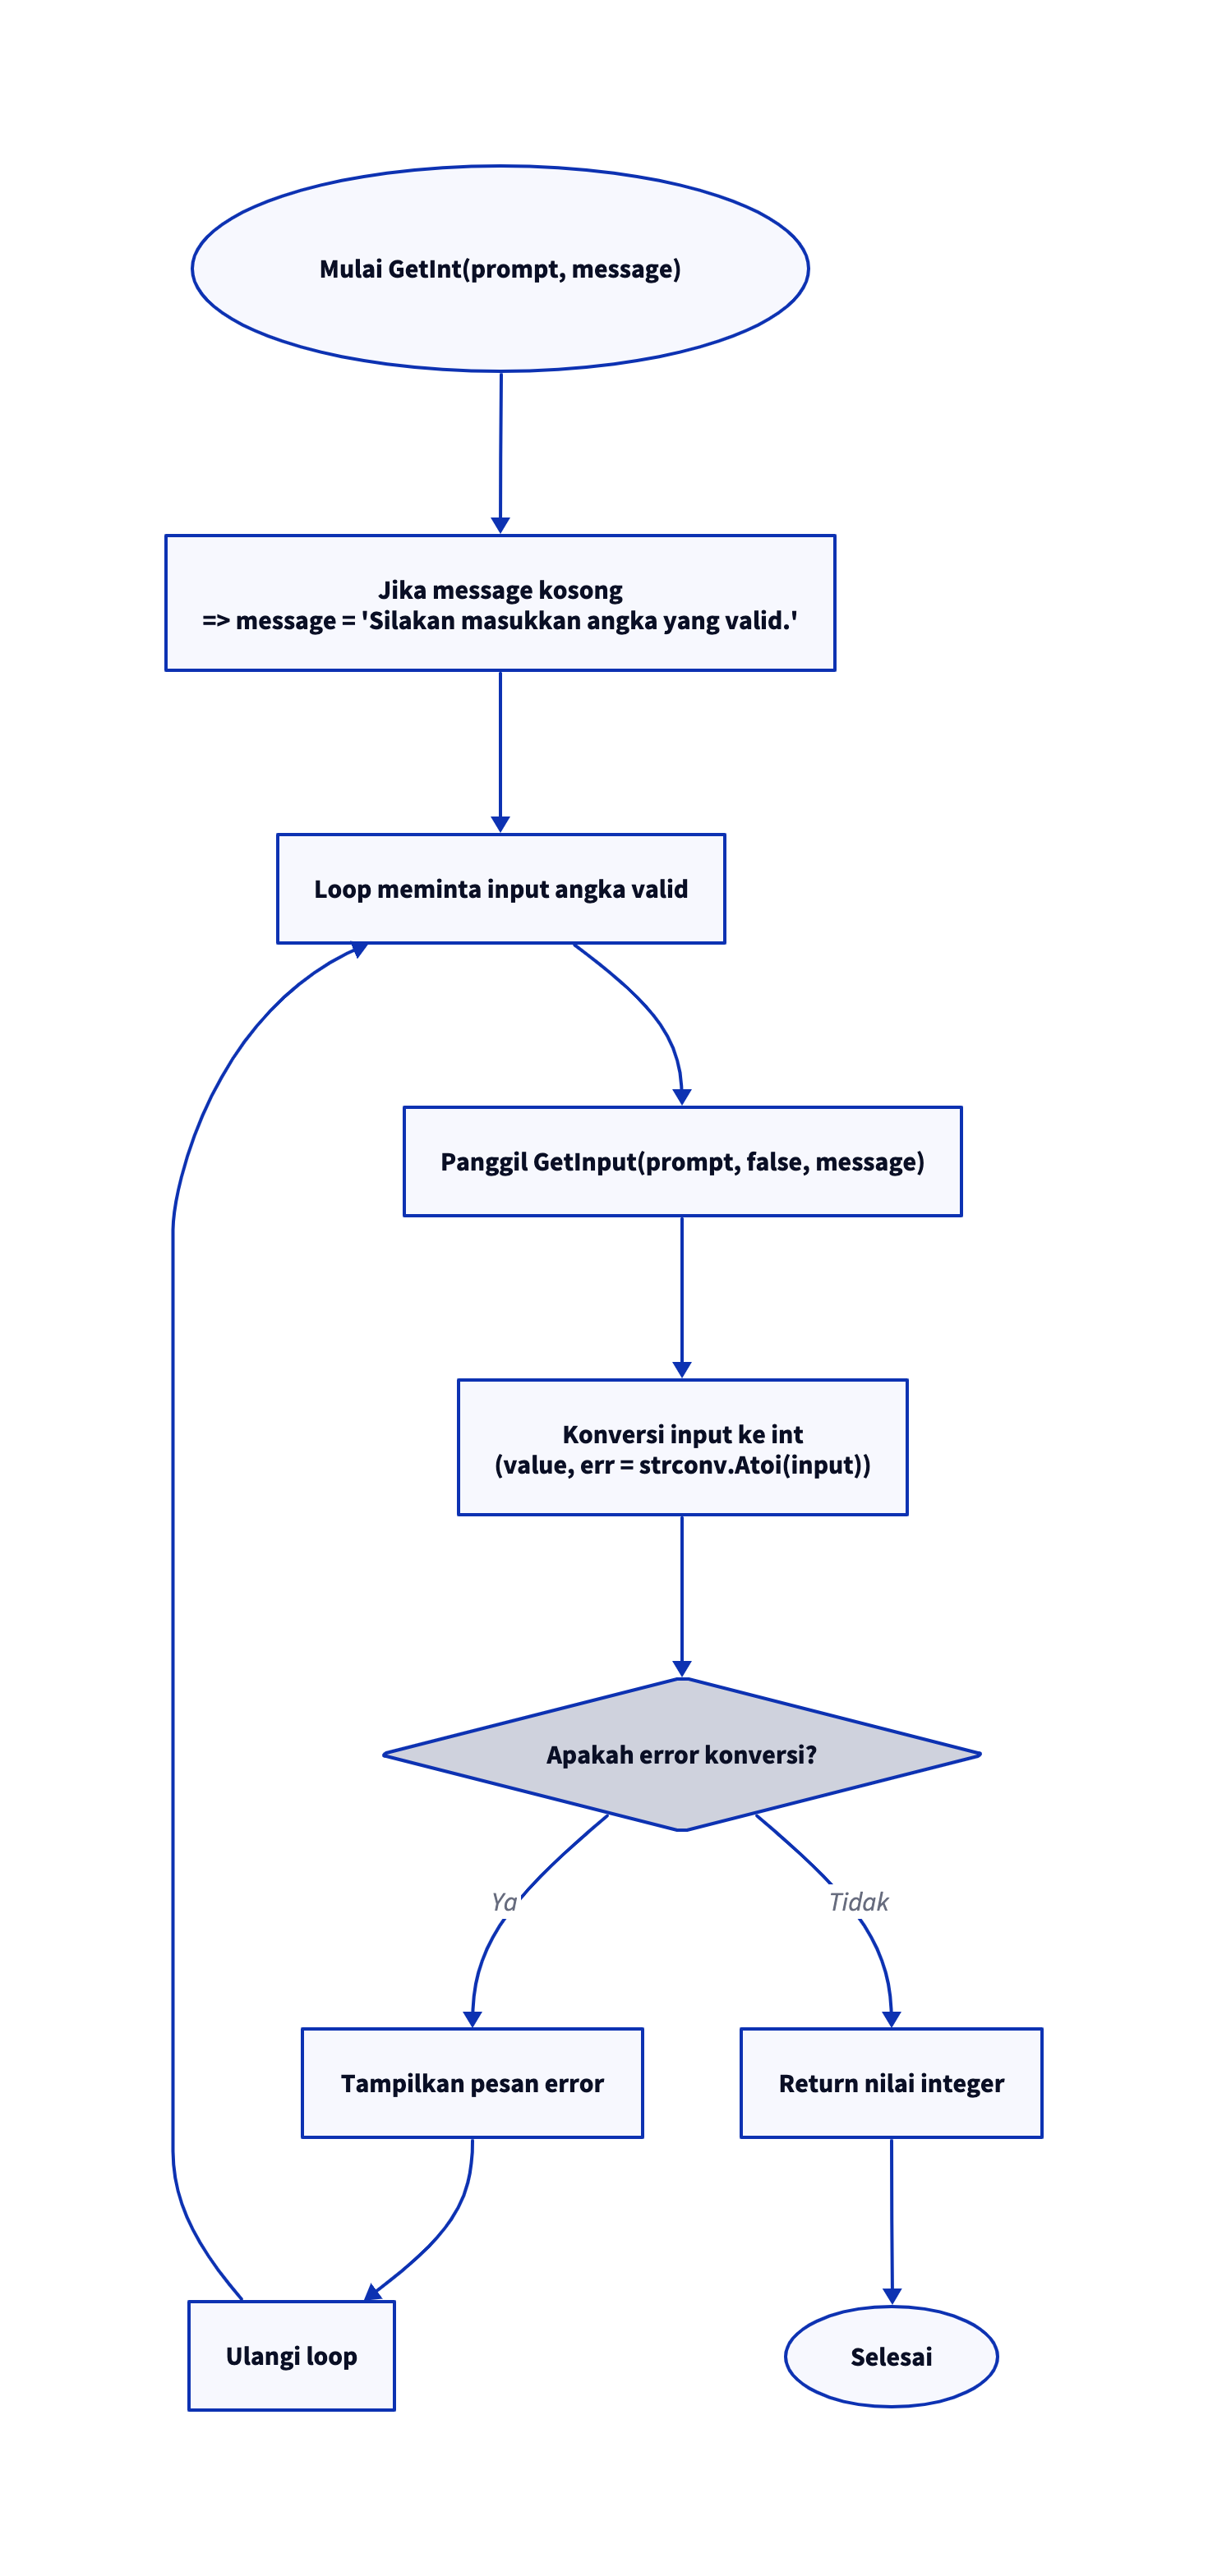 Mulai GetInt(prompt, message)
Jika message kosong
=> message = 'Silakan masukkan angka yang valid.'
Loop meminta input angka valid
Panggil GetInput(prompt, false, message)
Konversi input ke int
(value, err = strconv.Atoi(input))
Apakah error konversi?
Ya
Tidak
Tampilkan pesan error
Return nilai integer
Ulangi loop
Selesai